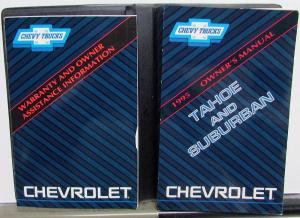 CHEVY TRUCKS
WARRANTY AND OWNER
ASSISTANCE INFORMATION
CHEVROLET
CHEVY TRUCKS
1995 OWNER'S MANUAL
TAHOE
AND
SUBURBAN
CHEVROLET